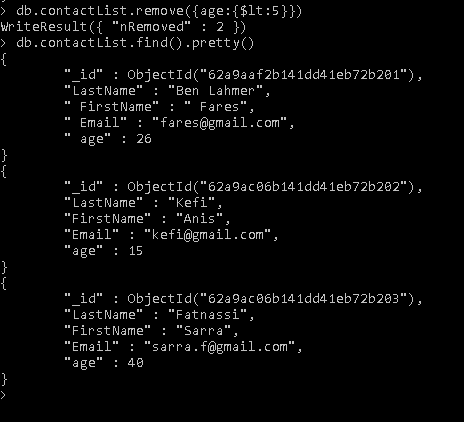 > db.contactList.remove({age:{$lt:5}})
WriteResult({ "nRemoved" : 2 })
> db.contactList.find().pretty()
{
        "_id" : ObjectId("62a9aaf2b141dd41eb72b201"),
        "LastName" : "Ben Lahmer",
        " FirstName" : " Fares",
        " Email" : "fares@gmail.com",
        " age" : 26
}
{
        "_id" : ObjectId("62a9ac06b141dd41eb72b202"),
        "LastName" : "Kefi",
        "FirstName" : "Anis",
        "Email" : "kefi@gmail.com",
        "age" : 15
}
{
        "_id" : ObjectId("62a9ac06b141dd41eb72b203"),
        "LastName" : "Fatnassi",
        "FirstName" : "Sarra",
        "Email" : "sarra.f@gmail.com",
        "age" : 40
}
>